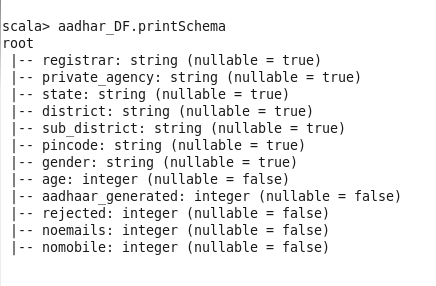 scala> aadhar_DF.printSchema
root
 |-- registrar: string (nullable = true)
 |-- private_agency: string (nullable = true)
 |-- state: string (nullable = true)
 |-- district: string (nullable = true)
 |-- sub_district: string (nullable = true)
 |-- pincode: string (nullable = true)
 |-- gender: string (nullable = true)
 |-- age: integer (nullable = false)
 |-- aadhaar_generated: integer (nullable = false)
 |-- rejected: integer (nullable = false)
 |-- noemails: integer (nullable = false)
 |-- nomobile: integer (nullable = false)